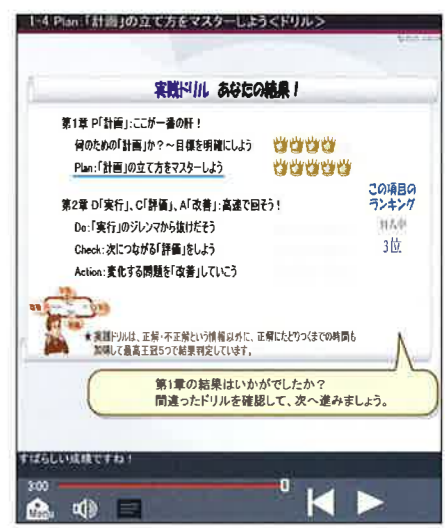 1-4 Plan:「計画」の立て方をマスターしよう<ドリル>
実践ドリル あなたの結果!
第1章 P「計画」:ここが一番の肝!
何のための「計画」か?～目標を明確にしよう
Plan:「計画」の立て方をマスターしよう
第2章 D「実行」、C「評価」、A「改善」:高速で回そう!
Do:「実行」のジレンマから抜けだそう
Check:次につながる「評価」をしよう
Action:変化する問題を「改善」していこう
この項目の
ランキング
3位
★実践ドリルは、正解・不正解という情報以外に、正解にたどりつくまでの時間も
加味して最高王冠5つで結果判定しています。
第1章の結果はいかがでしたか?
間違ったドリルを確認して、次へ進みましょう。
すばらしい成績ですね!
3:00
Menu